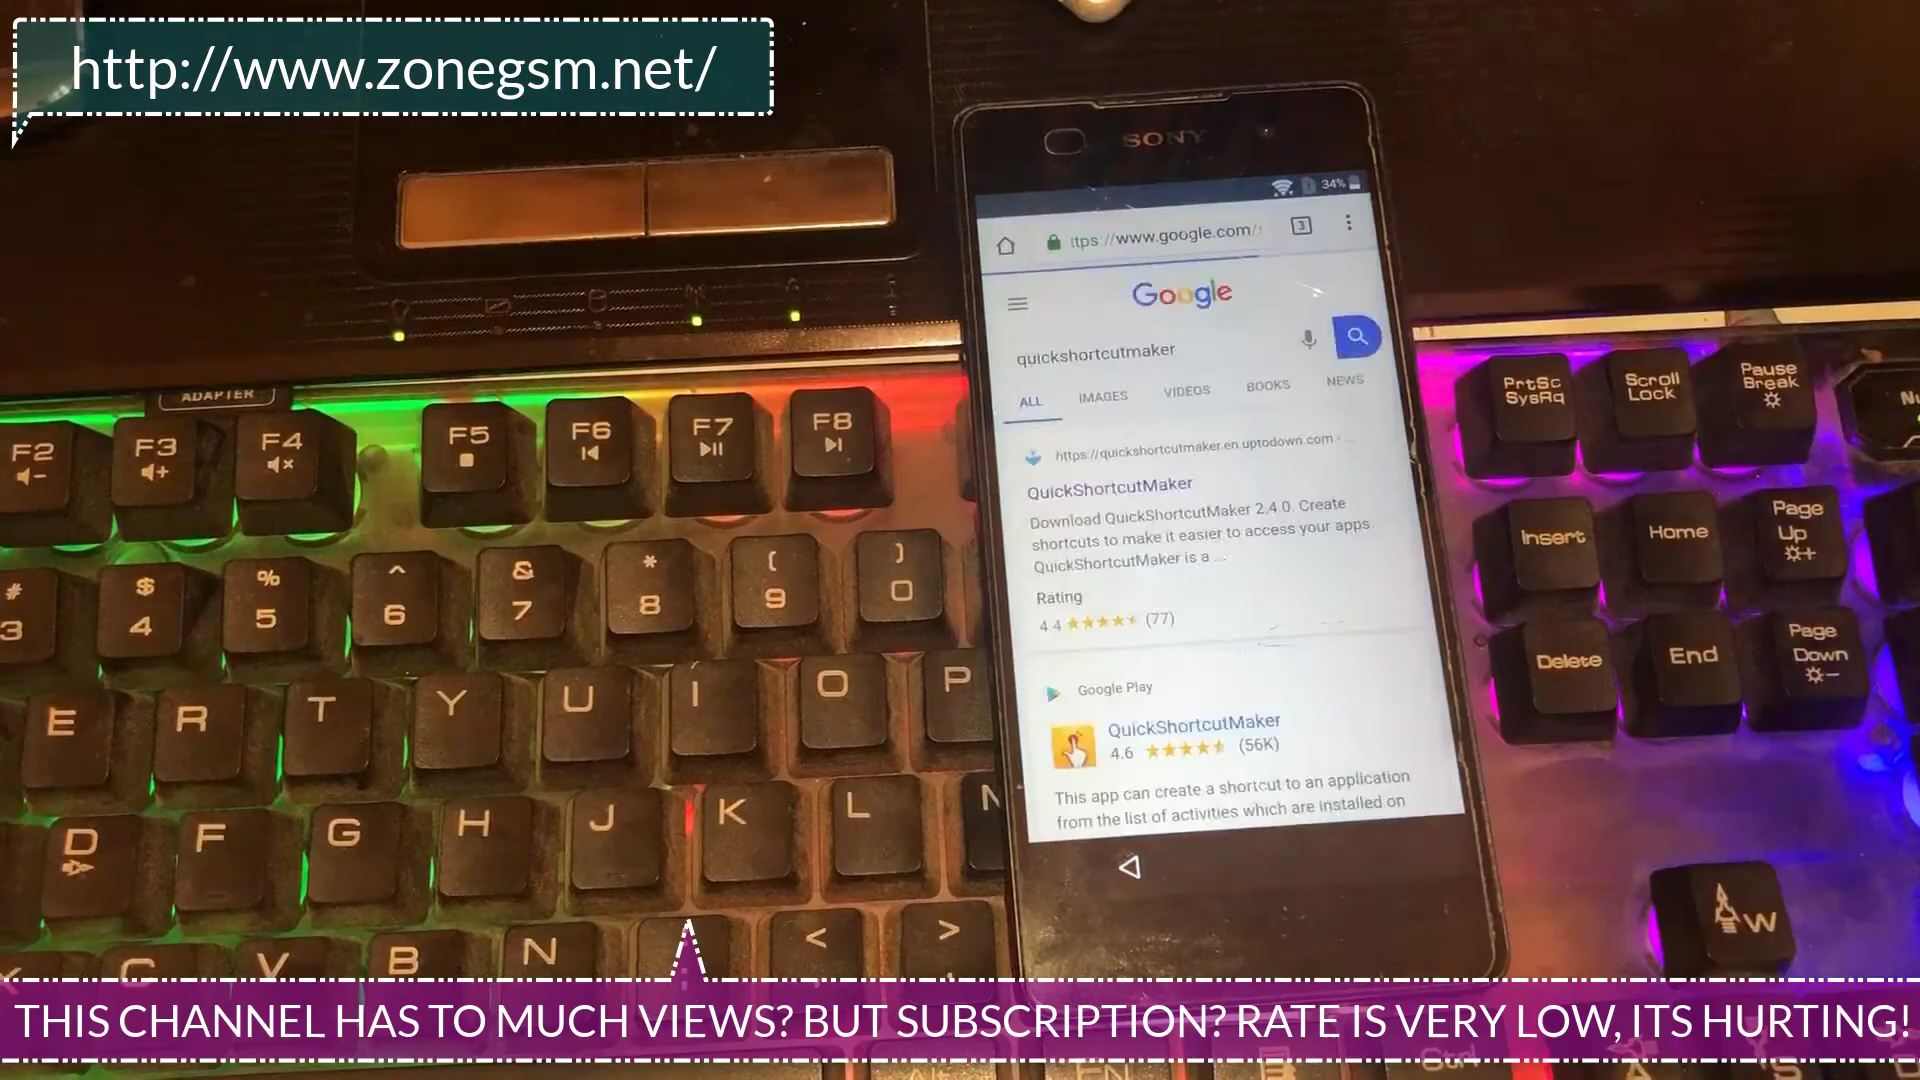 http://www.zonegsm.net/
SONY
34%
tps://www.google.com/
3
Google
quickshortcutmaker
ALL IMAGES VIDEOS BOOKS NEWS
https://quickshortcutmaker.en.uptodown.com › ...
QuickShortcutMaker
Download QuickShortcutMaker 2.4.0. Create
shortcuts to make it easier to access your apps.
QuickShortcutMaker is a ...
Rating
4.4 (77)
Google Play
QuickShortcutMaker
4.6 (56K)
This app can create a shortcut to an application
from the list of activities which are installed on
ADAPTER
F2 F3 F4 F5 F6 F7 F8
# $ % ^ & * ( )
3 4 5 6 7 8 9 0
E R T Y U I O P
D F G H J K L
C V B N < >
PrtSc
SysRq
Scroll
Lock
Pause
Break
Insert Home Page
Up
Delete End Page
Down
W
THIS CHANNEL HAS TO MUCH VIEWS? BUT SUBSCRIPTION? RATE IS VERY LOW, ITS HURTING!
Alt FN Ctrl